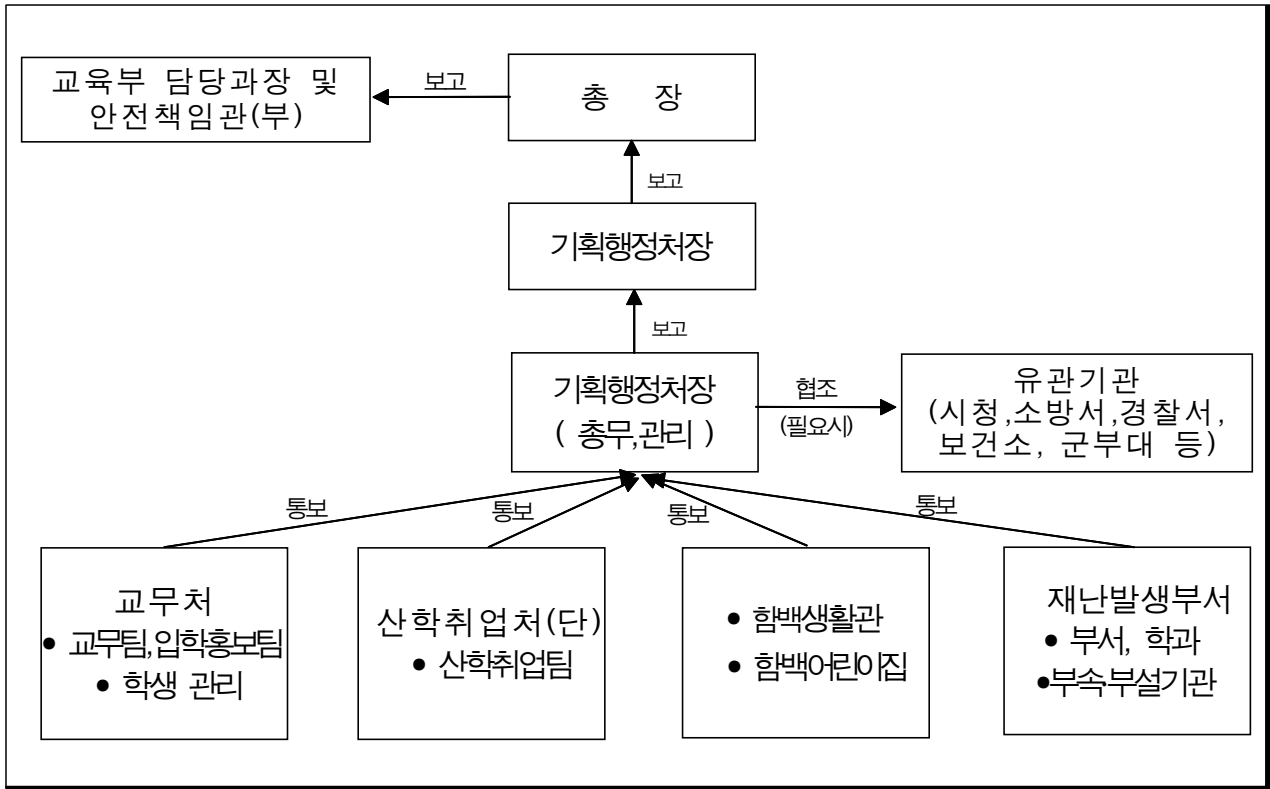 교육부 담당과장 및
안전책임관(부)
보고
총 장
보고
기획행정처장
보고
기획행정처장
( 총무,관리 )
협조
(필요시)
유관기관
(시청,소방서,경찰서,
보건소, 군부대 등)
통보
통보
통보
통보
교무처
• 교무팀,입학홍보팀
• 학생 관리
산학취업처(단)
• 산학취업팀
• 함백생활관
• 함백어린이집
재난발생부서
• 부서, 학과
•부속·부설기관